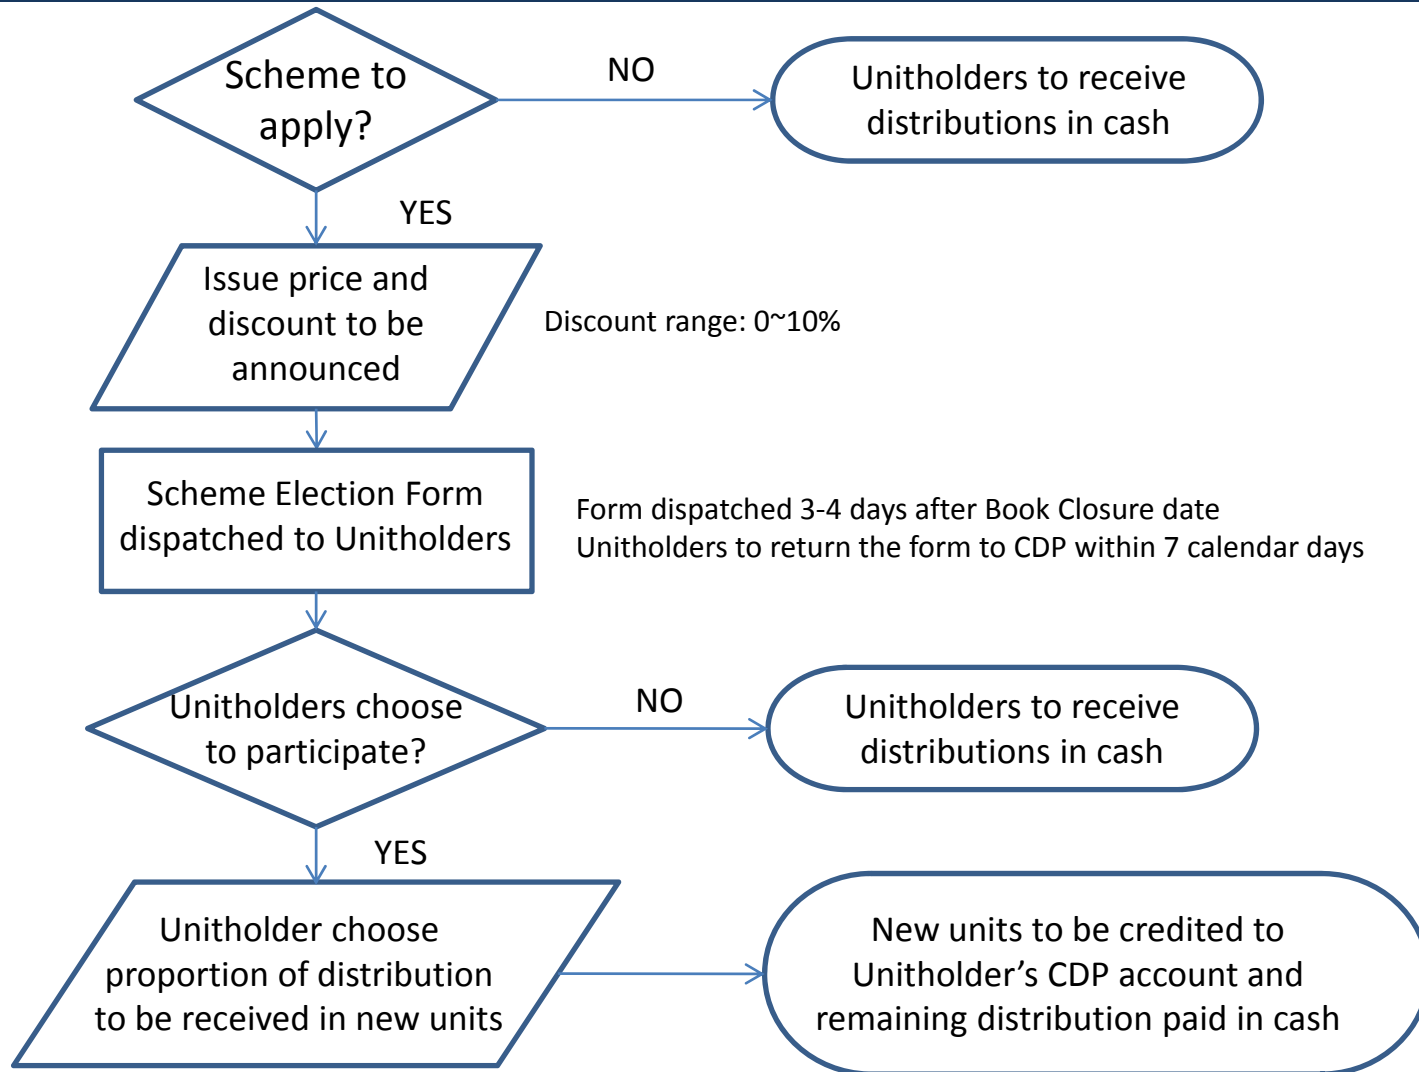 Scheme to
apply?
NO
Unitholders to receive
distributions in cash
YES
Issue price and
discount to be
announced
Discount range: 0~10%
Scheme Election Form
dispatched to Unitholders
Form dispatched 3-4 days after Book Closure date
Unitholders to return the form to CDP within 7 calendar days
Unitholders choose
to participate?
NO
Unitholders to receive
distributions in cash
YES
Unitholder choose
proportion of distribution
to be received in new units
New units to be credited to
Unitholder’s CDP account and
remaining distribution paid in cash